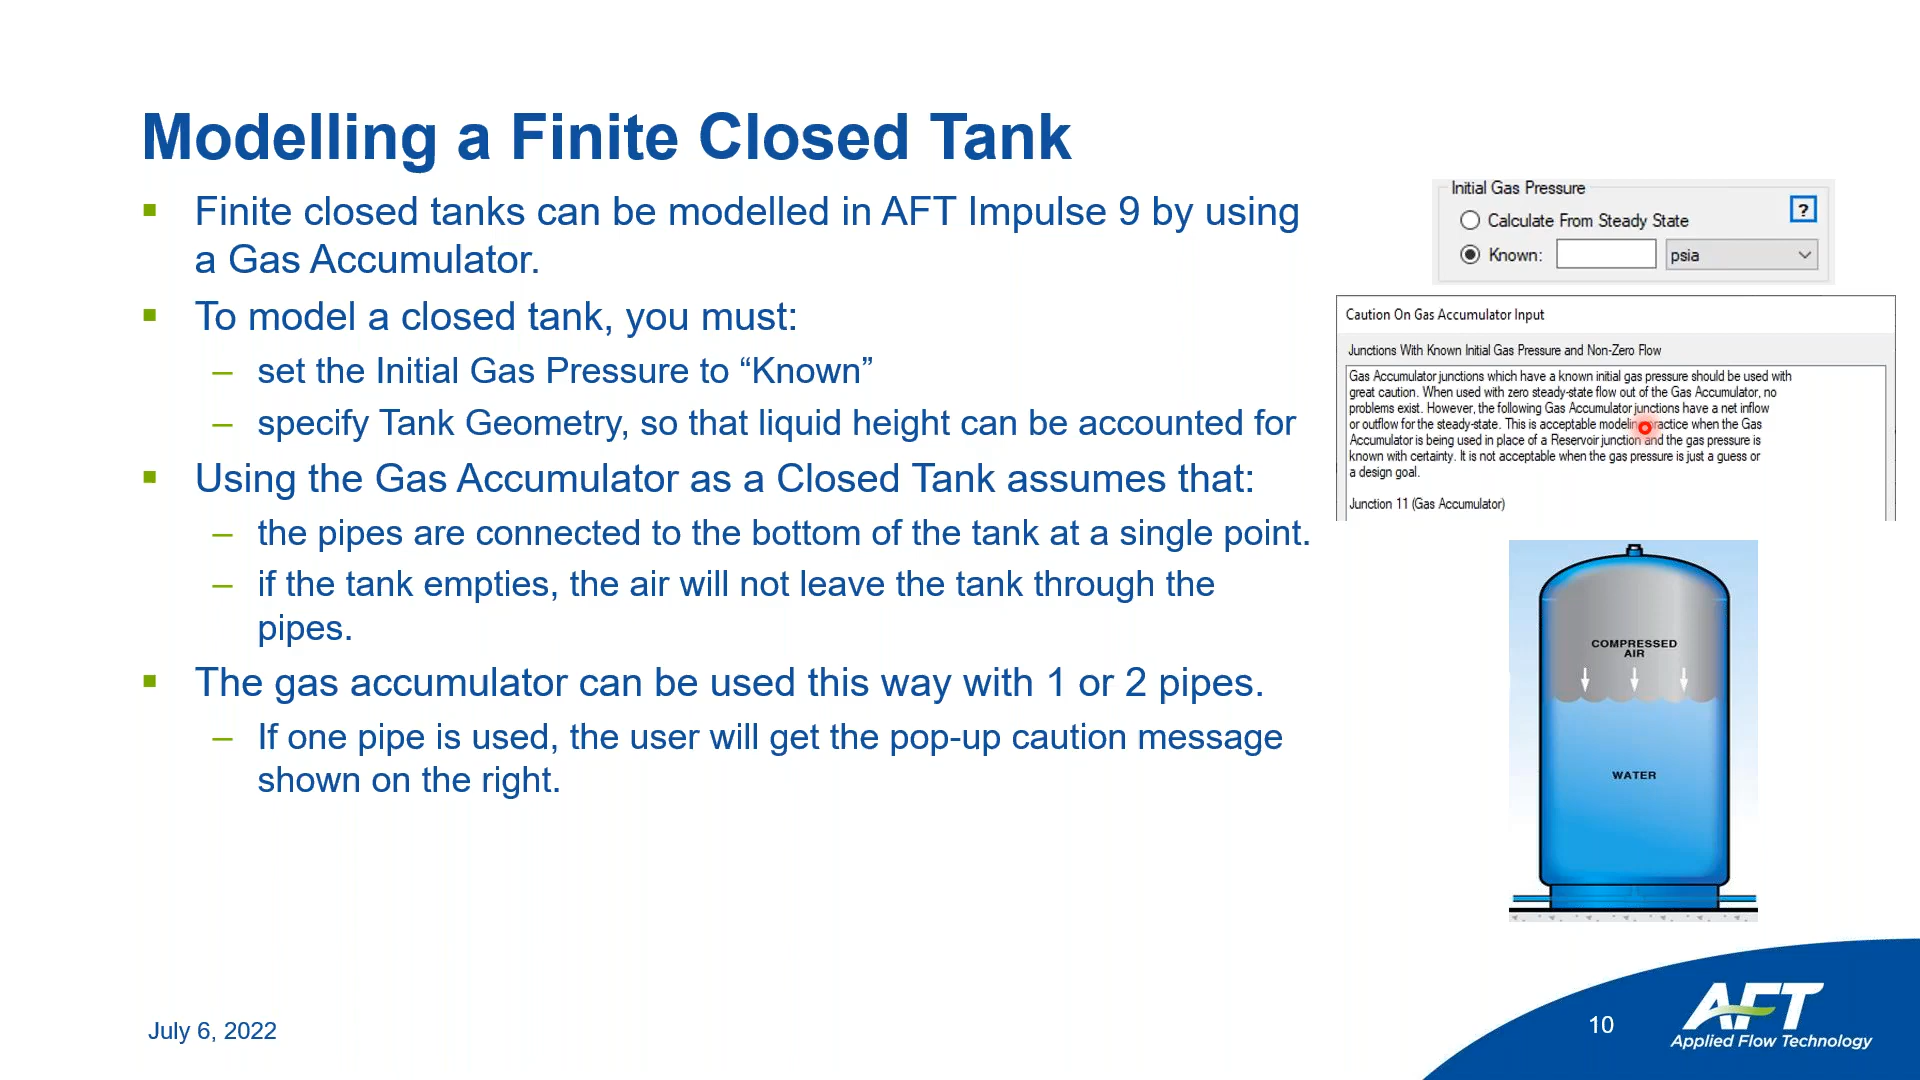 Modelling a Finite Closed Tank
Finite closed tanks can be modelled in AFT Impulse 9 by using
a Gas Accumulator.
To model a closed tank, you must:
– set the Initial Gas Pressure to “Known”
– specify Tank Geometry, so that liquid height can be accounted for
Using the Gas Accumulator as a Closed Tank assumes that:
– the pipes are connected to the bottom of the tank at a single point.
– if the tank empties, the air will not leave the tank through the
pipes.
The gas accumulator can be used this way with 1 or 2 pipes.
– If one pipe is used, the user will get the pop-up caution message
shown on the right.
Initial Gas Pressure
?
Calculate From Steady State
Known:
psia
Caution On Gas Accumulator Input
Junctions With Known Initial Gas Pressure and Non-Zero Flow
Gas Accumulator junctions which have a known initial gas pressure should be used with
great caution. When used with zero steady-state flow out of the Gas Accumulator, no
problems exist. However, the following Gas Accumulator junctions have a net inflow
or outflow for the steady-state. This is acceptable modeling practice when the Gas
Accumulator is being used in place of a Reservoir junction and the gas pressure is
known with certainty. It is not acceptable when the gas pressure is just a guess or
a design goal.
Junction 11 (Gas Accumulator)
COMPRESSED
AIR
WATER
July 6, 2022
10
AFT
Applied Flow Technology